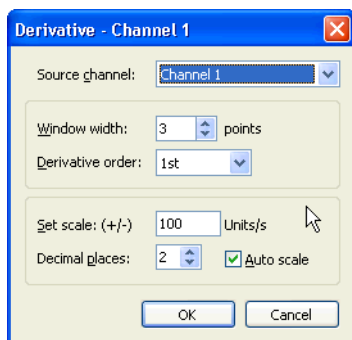 Derivative - Chan 1
Source channel: Channel 1
Window width: 3 points
Derivative order: 1st
Set scale: (+/-) 100 Units/s
Decimal places: 2 Auto scale
OK Cancel